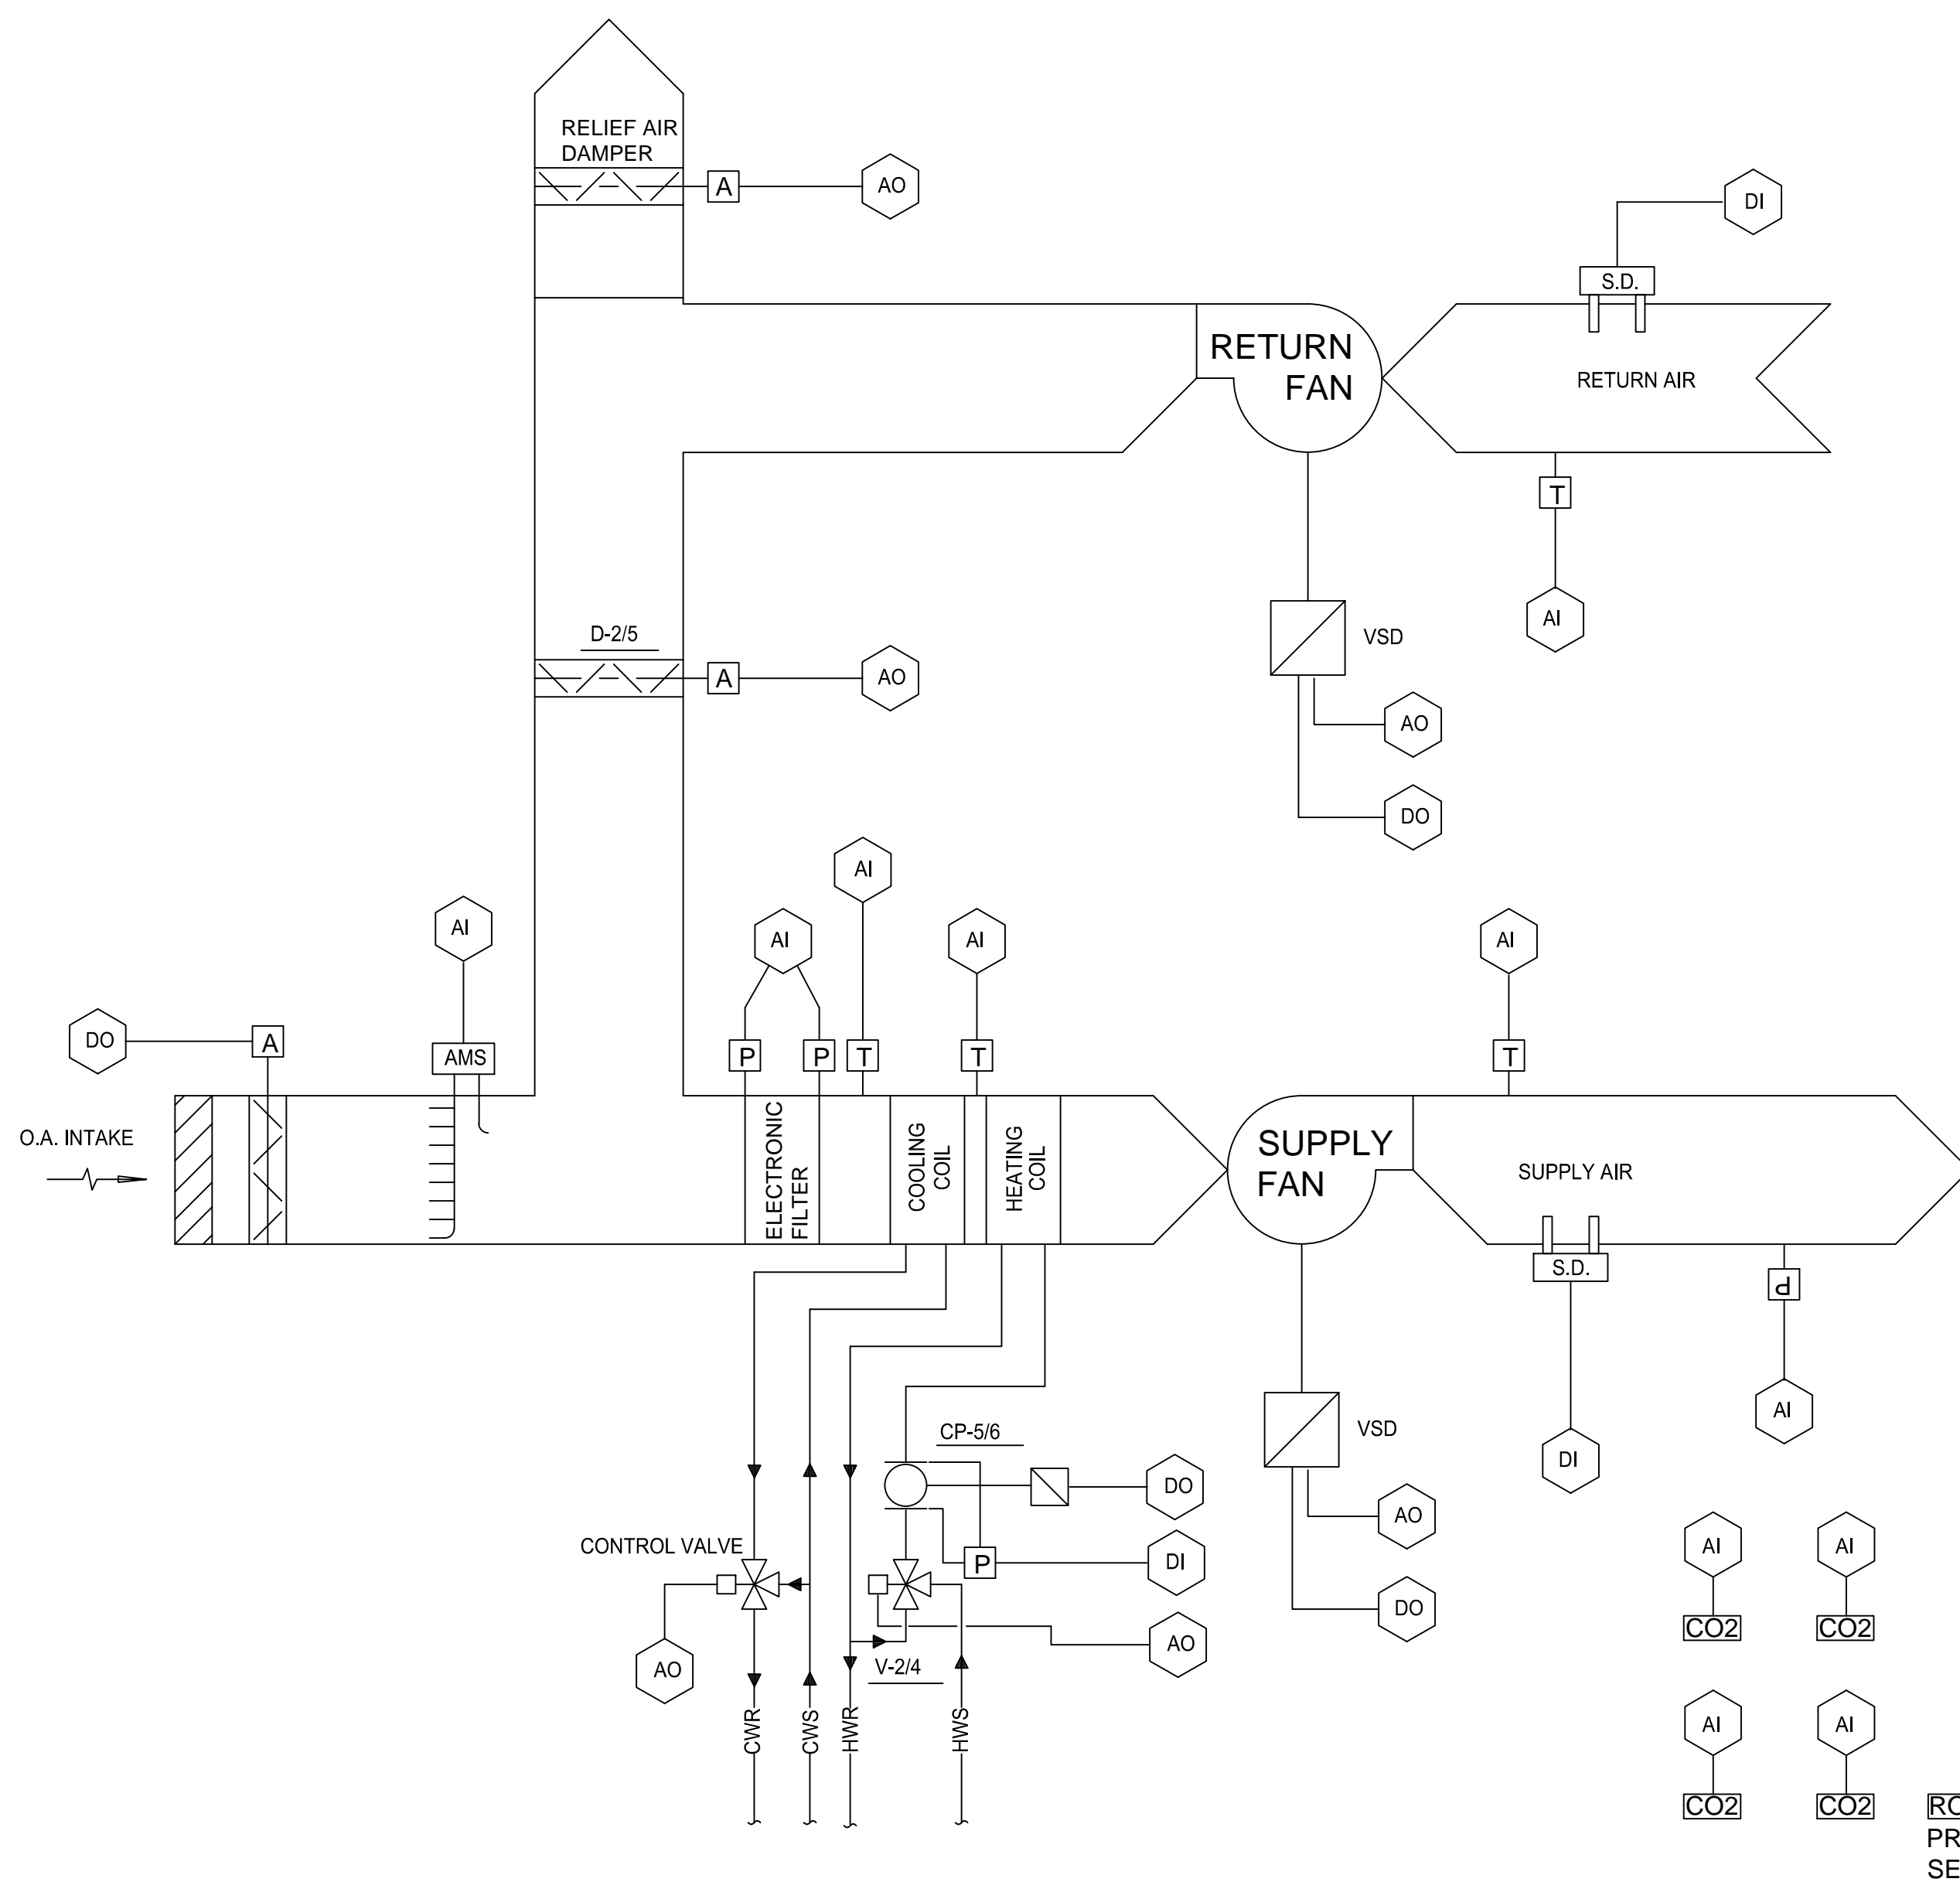 RELIEF AIR
DAMPER
A
AO
DI
S.D.
RETURN
FAN
RETURN AIR
T
AI
D-2/5
A
AO
VSD
AO
DO
AI
AI
AI
AI
AI
DO
A
AMS
P
P
T
T
T
O.A. INTAKE
ELECTRONIC
FILTER
COOLING
COIL
HEATING
COIL
SUPPLY
FAN
SUPPLY AIR
S.D.
P
AI
DI
CP-5/6
VSD
DO
AO
CONTROL VALVE
P
DI
DO
AO
AO
V-2/4
CWR
CWS
HWR
HWS
AI
AI
CO2
CO2
AI
AI
CO2
CO2